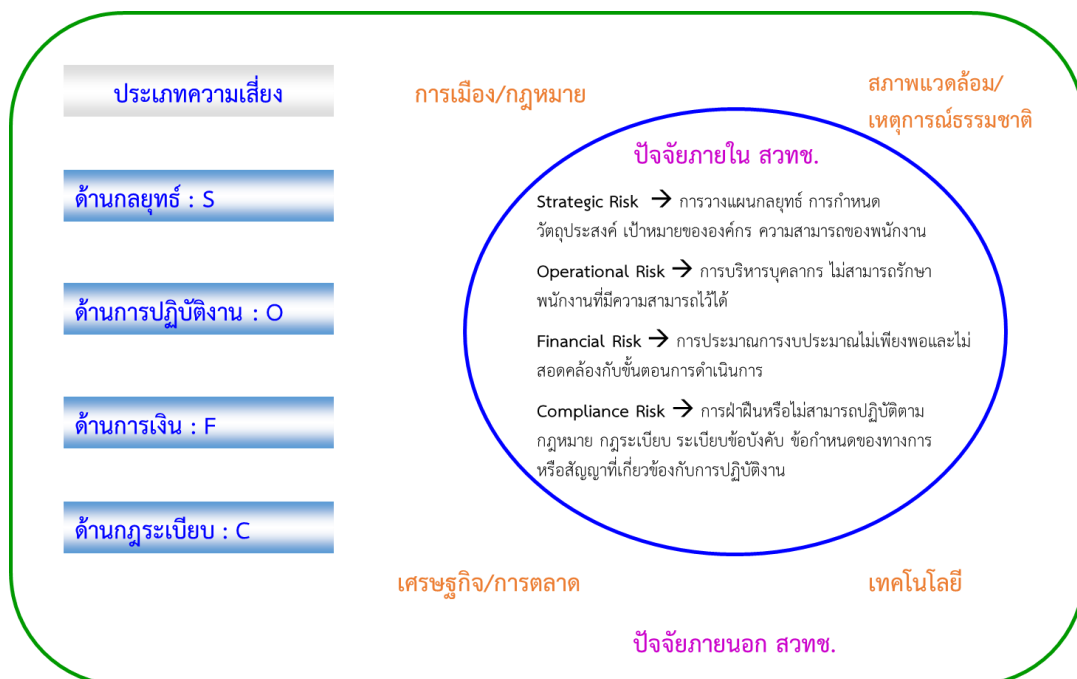 ประเภทความเสี่ยง
ด้านกลยุทธ์ : S
ด้านการปฏิบัติงาน : O
ด้านการเงิน : F
ด้านกฎระเบียบ : C
การเมือง/กฎหมาย
สภาพแวดล้อม/
เหตุการณ์ธรรมชาติ
ปัจจัยภายใน สวทช.
Strategic Risk → การวางแผนกลยุทธ์ การกำหนด
วัตถุประสงค์ เป้าหมายขององค์กร ความสามารถของพนักงาน
Operational Risk → การบริหารบุคลากร ไม่สามารถรักษา
พนักงานที่มีความสามารถไว้ได้
Financial Risk → การประมาณการงบประมาณไม่เพียงพอและไม่
สอดคล้องกับขั้นตอนการดำเนินการ
Compliance Risk → การฝ่าฝืนหรือไม่สามารถปฏิบัติตาม
กฎหมาย กฎระเบียบ ระเบียบข้อบังคับ ข้อกำหนดของทางการ
หรือสัญญาที่เกี่ยวข้องกับการปฏิบัติงาน
เศรษฐกิจ/การตลาด
เทคโนโลยี
ปัจจัยภายนอก สวทช.